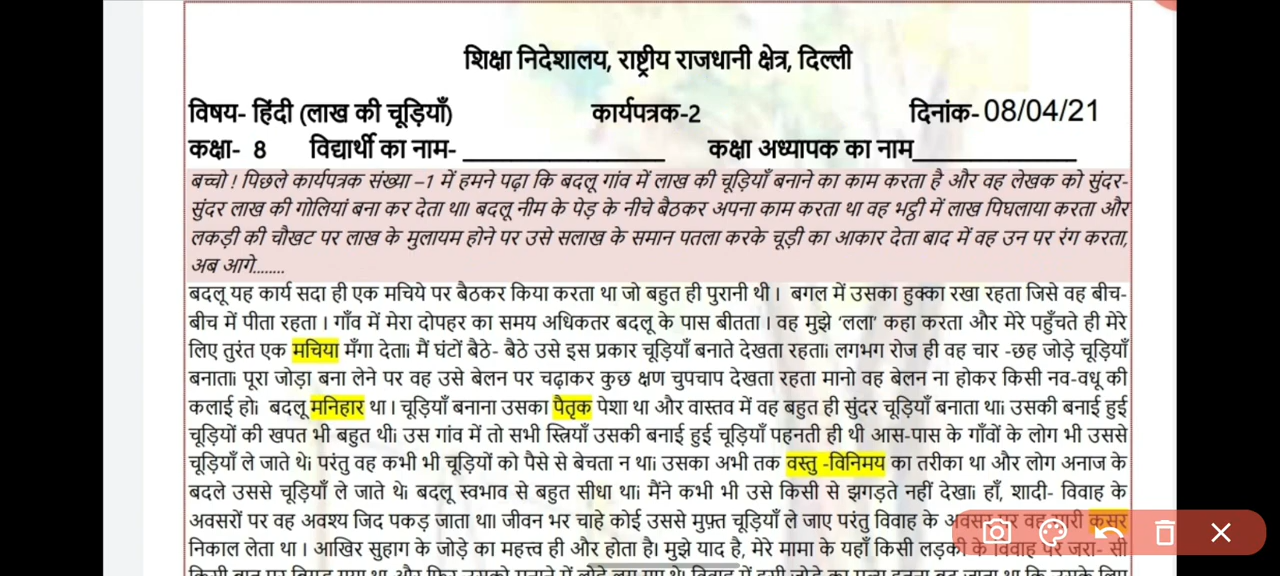 शिक्षा निदेशालय, राष्ट्रीय राजधानी क्षेत्र, दिल्ली
विषय- हिंदी (लाख की चूड़ियाँ) कार्यपत्रक-2 दिनांक- 08/04/21
कक्षा- 8 विद्यार्थी का नाम- ______________ कक्षा अध्यापक का नाम____________
बच्चो ! पिछले कार्यपत्रक संख्या –1 में हमने पढ़ा कि बदलू गांव में लाख की चूड़ियाँ बनाने का काम करता है और वह लेखक को सुंदर-
सुंदर लाख की गोलियां बना कर देता था। बदलू नीम के पेड़ के नीचे बैठकर अपना काम करता था वह भट्टी में लाख पिघलाया करता और
लकड़ी की चौखट पर लाख के मुलायम होने पर उसे सलाख के समान पतला करके चूड़ी का आकार देता बाद में वह उन पर रंग करता,
अब आगे........
बदलू यह कार्य सदा ही एक मचिये पर बैठकर किया करता था जो बहुत ही पुरानी थी । बगल में उसका हुक्का रखा रहता जिसे वह बीच-
बीच में पीता रहता । गाँव में मेरा दोपहर का समय अधिकतर बदलू के पास बीतता । वह मुझे ‘लला’ कहा करता और मेरे पहुँचते ही मेरे
लिए तुरंत एक मचिया मँगा देता। मैं घंटों बैठे- बैठे उसे इस प्रकार चूड़ियाँ बनाते देखता रहता। लगभग रोज ही वह चार -छह जोड़े चूड़ियाँ
बनाता। पूरा जोड़ा बना लेने पर वह उसे बेलन पर चढ़ाकर कुछ क्षण चुपचाप देखता रहता मानो वह बेलन ना होकर किसी नव-वधू की
कलाई हो। बदलू मनिहार था । चूड़ियाँ बनाना उसका पैतृक पेशा था और वास्तव में वह बहुत ही सुंदर चूड़ियाँ बनाता था। उसकी बनाई हुई
चूड़ियों की खपत भी बहुत थी। उस गांव में तो सभी स्त्रियाँ उसकी बनाई हुई चूड़ियाँ पहनती ही थी आस-पास के गाँवों के लोग भी उससे
चूड़ियाँ ले जाते थे। परंतु वह कभी भी चूड़ियों को पैसे से बेचता न था। उसका अभी तक वस्तु -विनिमय का तरीका था और लोग अनाज के
बदले उससे चूड़ियाँ ले जाते थे। बदलू स्वभाव से बहुत सीधा था। मैंने कभी भी उसे किसी से झगड़ते नहीं देखा। हाँ, शादी- विवाह के
अवसरों पर वह अवश्य जिद पकड़ जाता था। जीवन भर चाहे कोई उससे मुफ़्त चूड़ियाँ ले जाए परंतु विवाह के अवसर पर वह सारी कसर
निकाल लेता था । आखिर सुहाग के जोड़े का महत्त्व ही और होता है। मुझे याद है, मेरे मामा के यहाँ किसी लड़की के विवाह पर जरा- सी